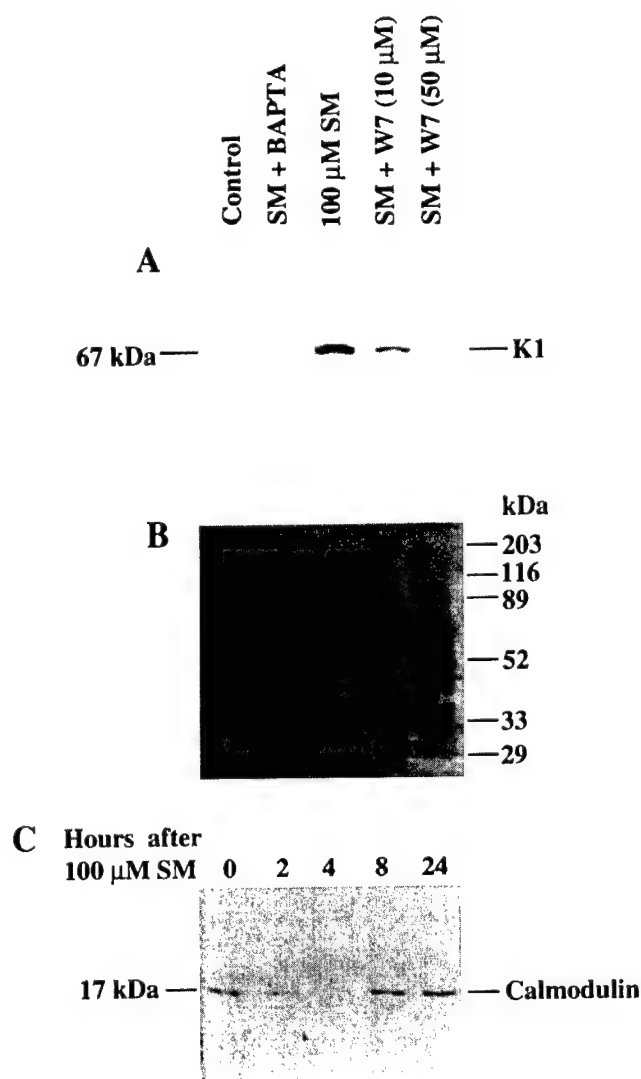 Control
SM + BAPTA
100 µM SM
SM + W7 (10 µM)
SM + W7 (50 µM)
A
67 kDa
K1
B
kDa
203
116
89
52
33
29
C
Hours after
100 µM SM 0 2 4 8 24
17 kDa
Calmodulin